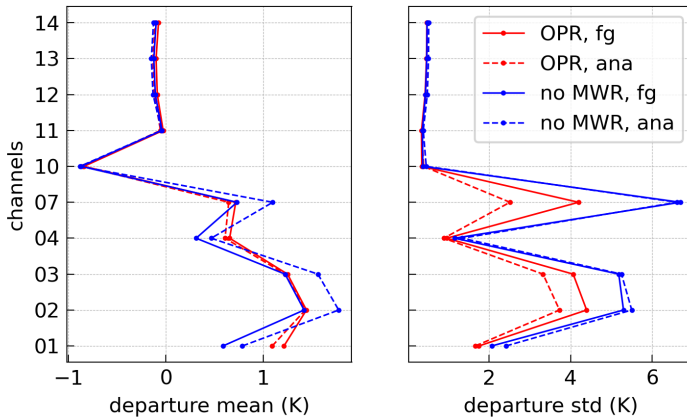 channels
14
13
12
11
10
07
04
03
02
01
−1
0
1
departure mean (K)
OPR, fg
OPR, ana
no MWR, fg
no MWR, ana
2
4
6
departure std (K)